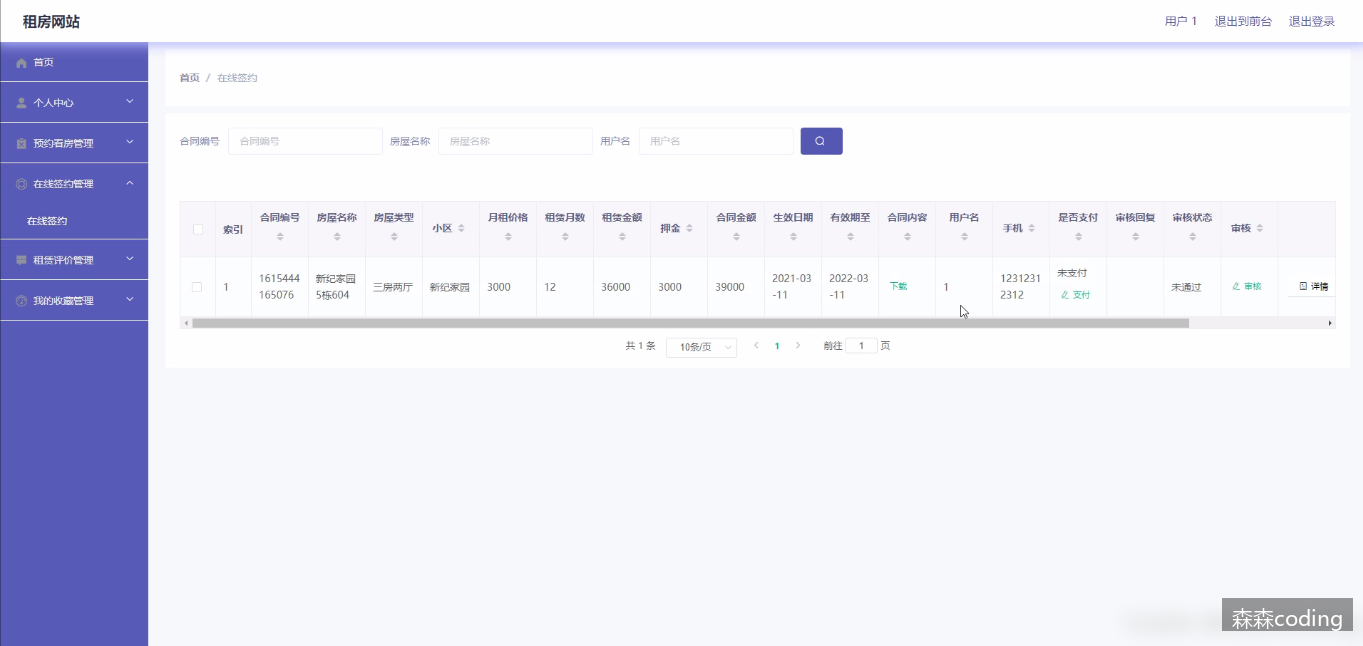 租房网站
用户 1 退出到前台 退出登录
首页
个人中心
预约看房管理
在线签约管理
在线签约
租赁评价管理
我的收藏管理
首页 / 在线签约
合同编号 合同编号 房屋名称 房屋名称 用户名 用户名
索引 合同编号 房屋名称 房屋类型 小区 月租价格 租赁月数 租赁金额 押金 合同金额 生效日期 有效期至 合同内容 用户名 手机 是否支付 审核回复 审核状态 审核
1 1615444165076 新纪家园5栋604 三房两厅 新纪家园 3000 12 36000 3000 39000 2021-03-11 2022-03-11 下载 1 12312312312 未支付 支付 未通过 审核 详情
共 1 条 10条/页 1 前往 1 页
森森coding